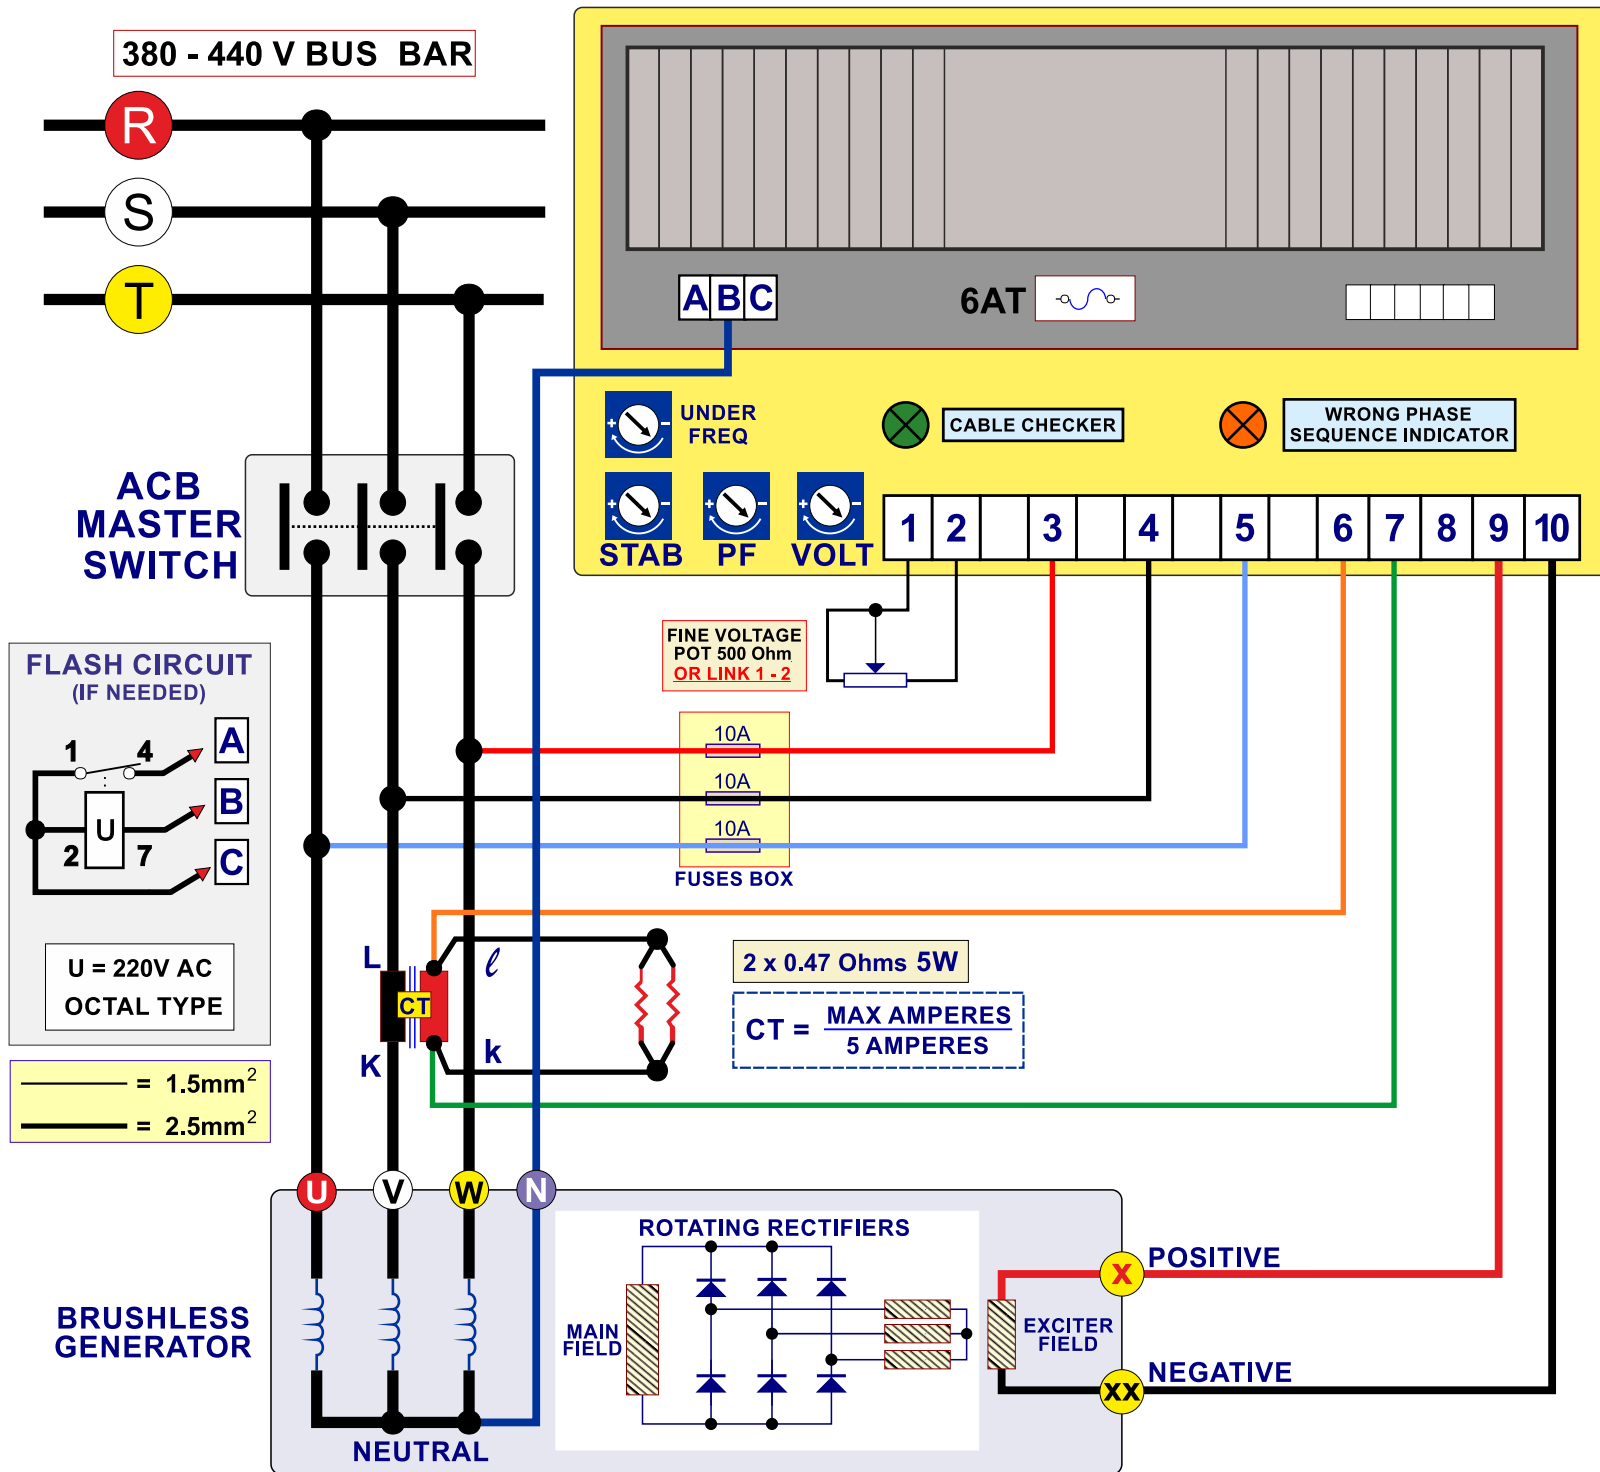 380 - 440 V BUS BAR
R
S
T
A B C
6AT
UNDER
FREQ
CABLE CHECKER
WRONG PHASE
SEQUENCE INDICATOR
STAB PF VOLT
1 2 3 4 5 6 7 8 9 10
ACB
MASTER
SWITCH
FINE VOLTAGE
POT 500 Ohm
OR LINK 1 - 2
FLASH CIRCUIT
(IF NEEDED)
1 4 A
U B
2 7 C
U = 220V AC
OCTAL TYPE
10A
10A
10A
FUSES BOX
L ℓ
CT
K k
2 x 0.47 Ohms 5W
CT = MAX AMPERES
5 AMPERES
= 1.5mm²
= 2.5mm²
U V W N
ROTATING RECTIFIERS
MAIN
FIELD
EXCITER
FIELD
X POSITIVE
XX NEGATIVE
BRUSHLESS
GENERATOR
NEUTRAL